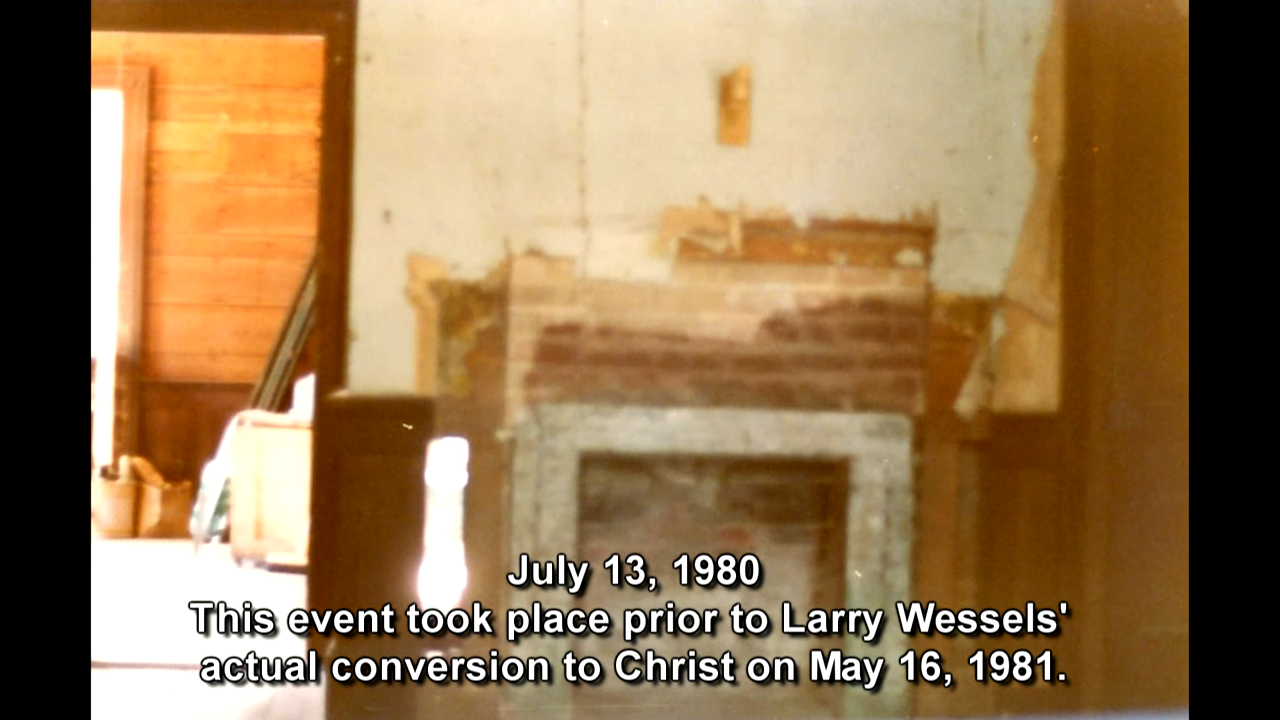 July 13, 1980
This event took place prior to Larry Wessels'
actual conversion to Christ on May 16, 1981.